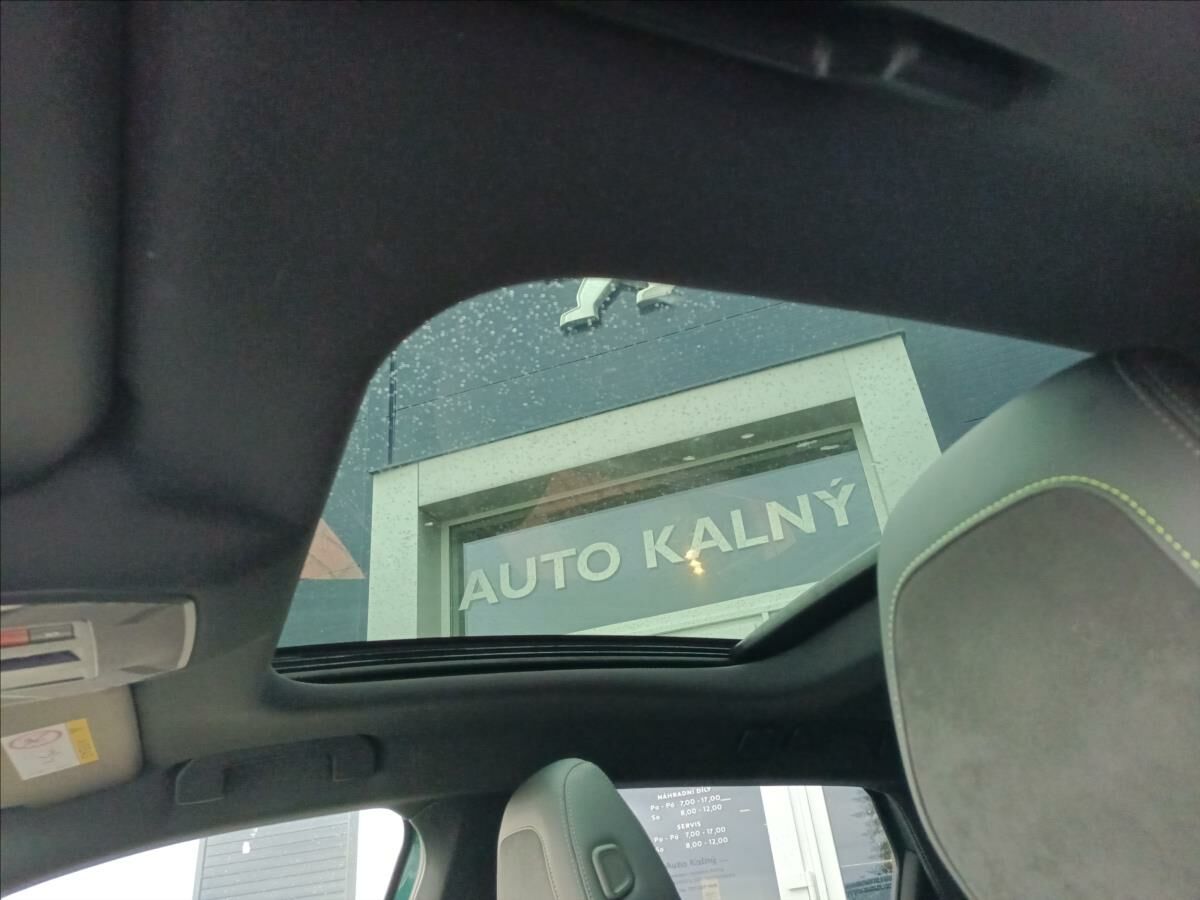 AUTO KALNÝ
NÁHRADNÍ DÍLY
Po - Pá 7,00 - 17,00
So 8,00 - 12,00
SERVIS
Po - Pá 7,00 - 17,00
So 8,00 - 12,00
Auto Kalný